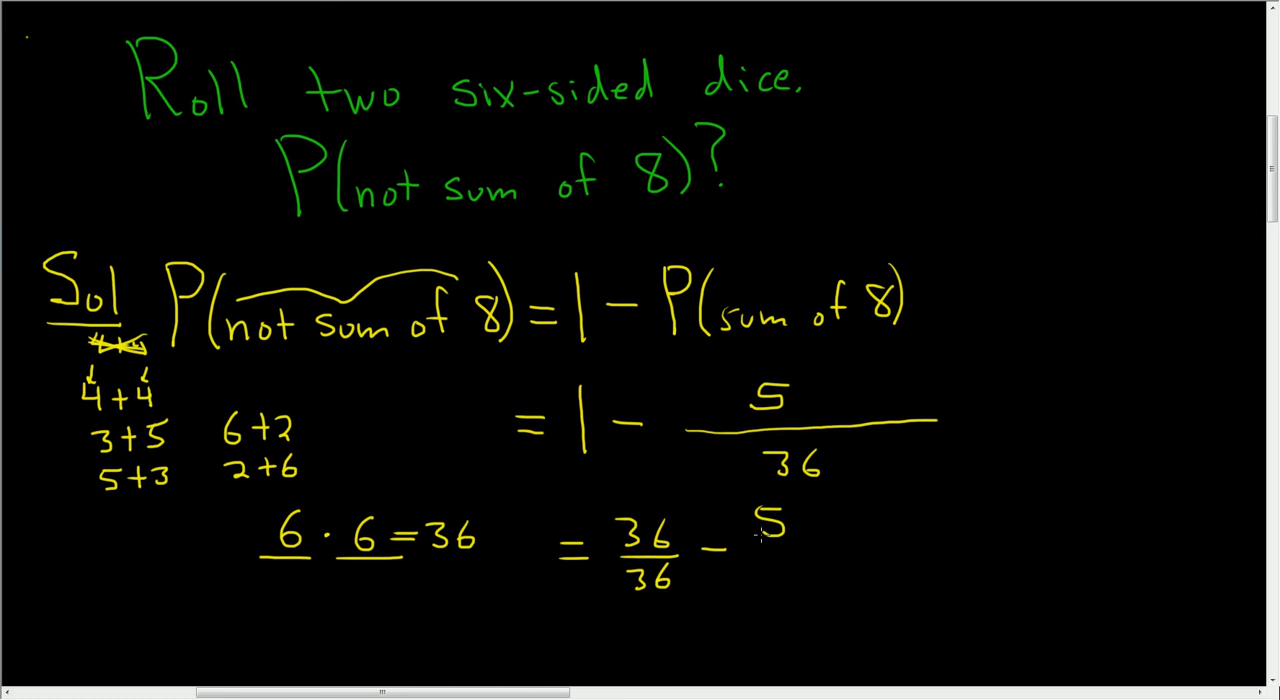 Roll two six-sided dice.
P(not sum of 8)?
Sol P(not sum of 8) = 1 - P(sum of 8)
4+4
3+5 6+2
5+3 2+6
= 1 - 5/36
6 · 6 = 36
= 36/36 - 5